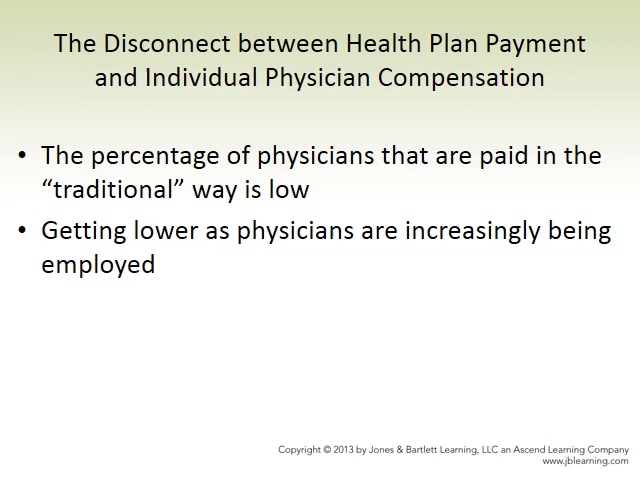 The Disconnect between Health Plan Payment
and Individual Physician Compensation
• The percentage of physicians that are paid in the
“traditional” way is low
• Getting lower as physicians are increasingly being
employed
Copyright © 2013 by Jones & Bartlett Learning, LLC an Ascend Learning Company
www.jblearning.com